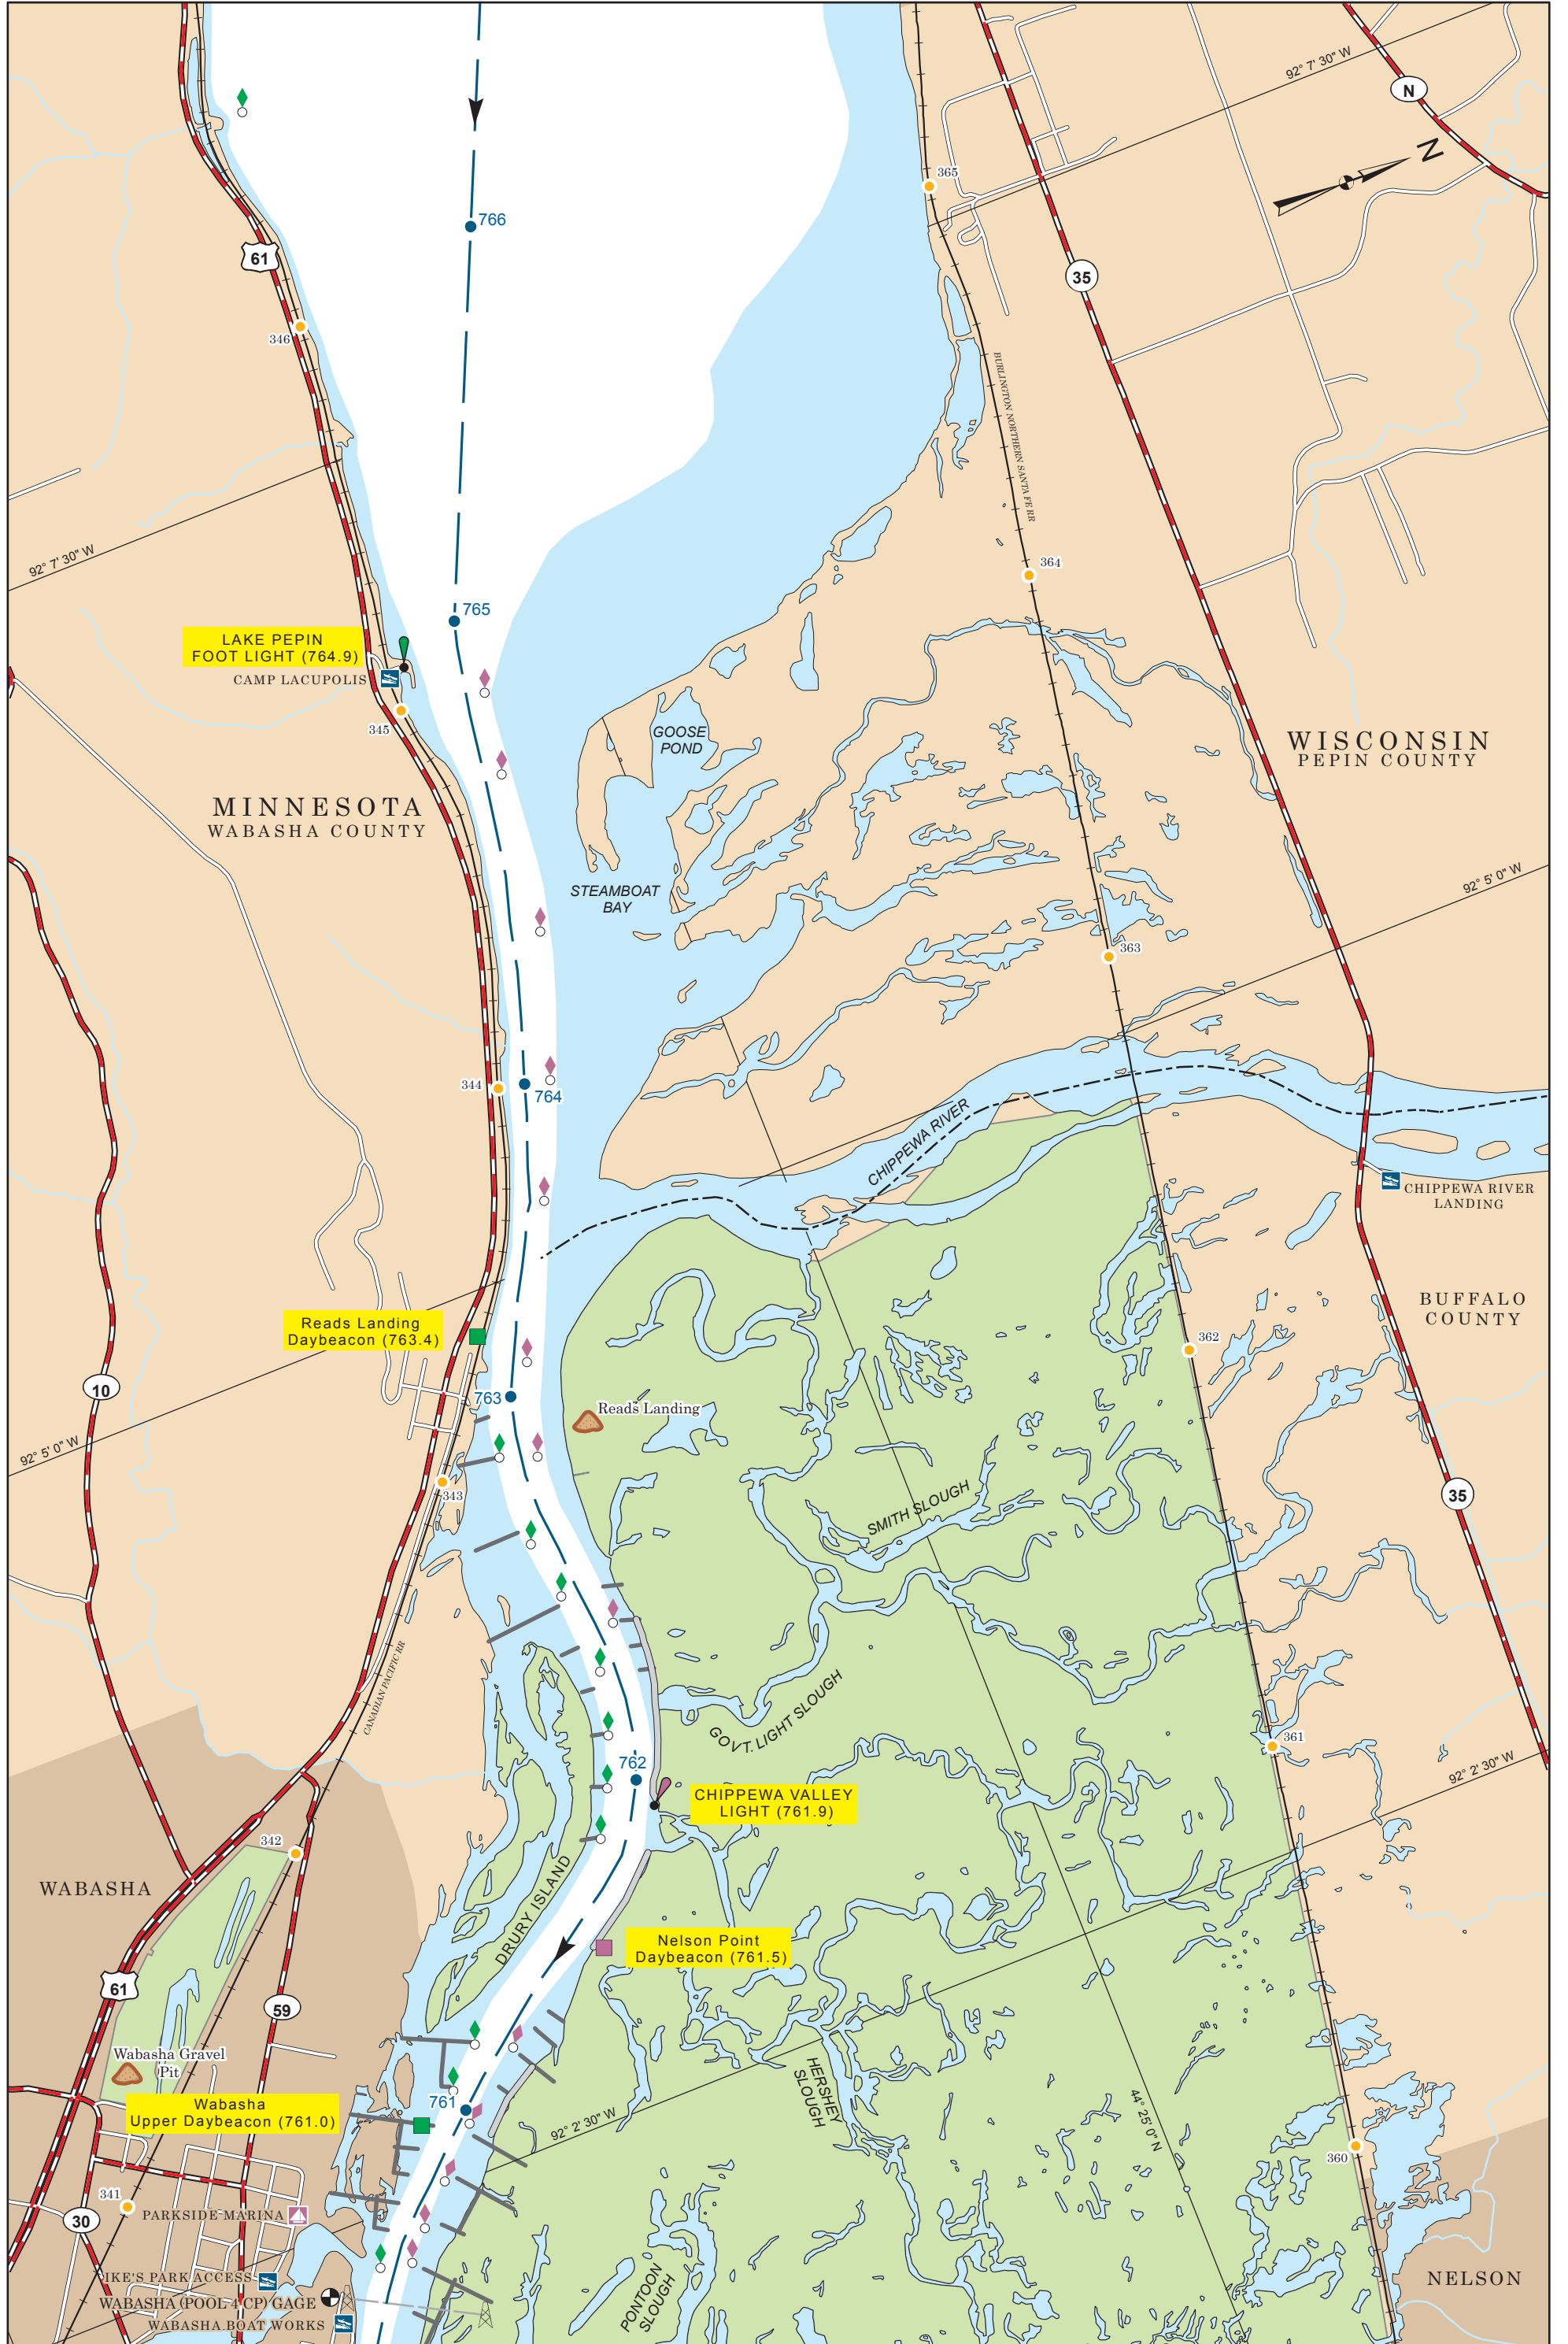 92° 7' 30" W
N
N
365
766
61
35
346
BURLINGTON NORTHERN SANTA FE RR
92° 7' 30" W
364
765
LAKE PEPIN
FOOT LIGHT (764.9)
CAMP LACUPOLIS
345
GOOSE
POND
WISCONSIN
PEPIN COUNTY
MINNESOTA
WABASHA COUNTY
STEAMBOAT
BAY
92° 5' 0" W
363
344
764
CHIPPEWA RIVER
CHIPPEWA RIVER
LANDING
BUFFALO
COUNTY
Reads Landing
Daybeacon (763.4)
362
10
763
Reads Landing
92° 5' 0" W
343
SMITH SLOUGH
35
CANADIAN PACIFIC RR
GOVT. LIGHT SLOUGH
361
762
92° 2' 30" W
CHIPPEWA VALLEY
LIGHT (761.9)
342
WABASHA
DRURY ISLAND
Nelson Point
Daybeacon (761.5)
61
59
Wabasha Gravel
Pit
HERSHEY
SLOUGH
Wabasha
Upper Daybeacon (761.0)
761
92° 2' 30" W
44° 25' 0" N
360
341
30
PARKSIDE MARINA
IKE'S PARK ACCESS
WABASHA (POOL 4 CP) GAGE
WABASHA BOAT WORKS
PONTOON
SLOUGH
NELSON